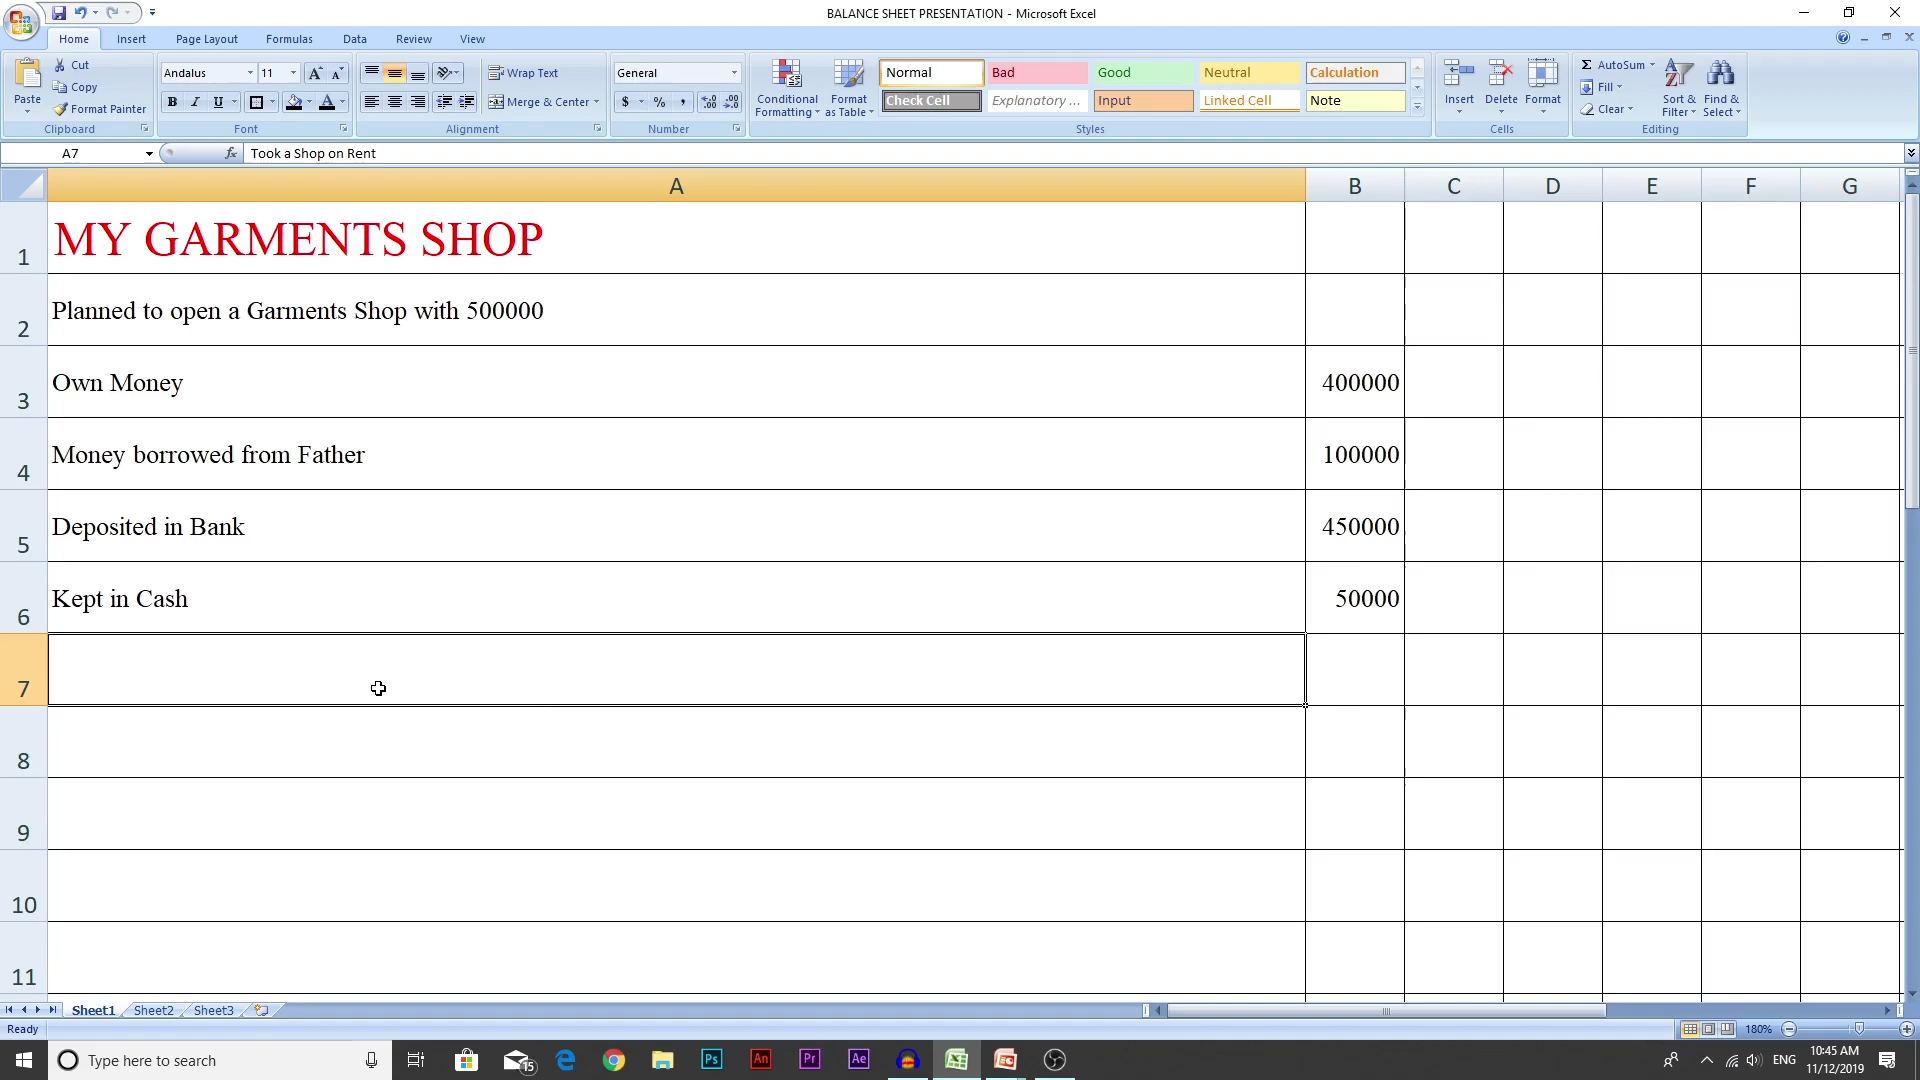 BALANCE SHEET PRESENTATION - Microsoft Excel
Home Insert Page Layout Formulas Data Review View
Paste
Cut
Copy
Format Painter
Clipboard
Andalus 11
B I U
Font
Wrap Text
Merge & Center
Alignment
General
$ % ,
Number
Conditional Formatting
Format as Table
Normal Bad Good Neutral Calculation
Check Cell Explanatory ... Input Linked Cell Note
Styles
Insert Delete Format
Cells
Σ AutoSum
Fill
Clear
Sort & Filter
Find & Select
Editing
A7 fx Took a Shop on Rent
A B C D E F G
1 MY GARMENTS SHOP
2 Planned to open a Garments Shop with 500000
3 Own Money 400000
4 Money borrowed from Father 100000
5 Deposited in Bank 450000
6 Kept in Cash 50000
7
8
9
10
11
Sheet1 Sheet2 Sheet3
Ready 180%
Type here to search
15
Ps An Pr Ae
ENG
10:45 AM
11/12/2019